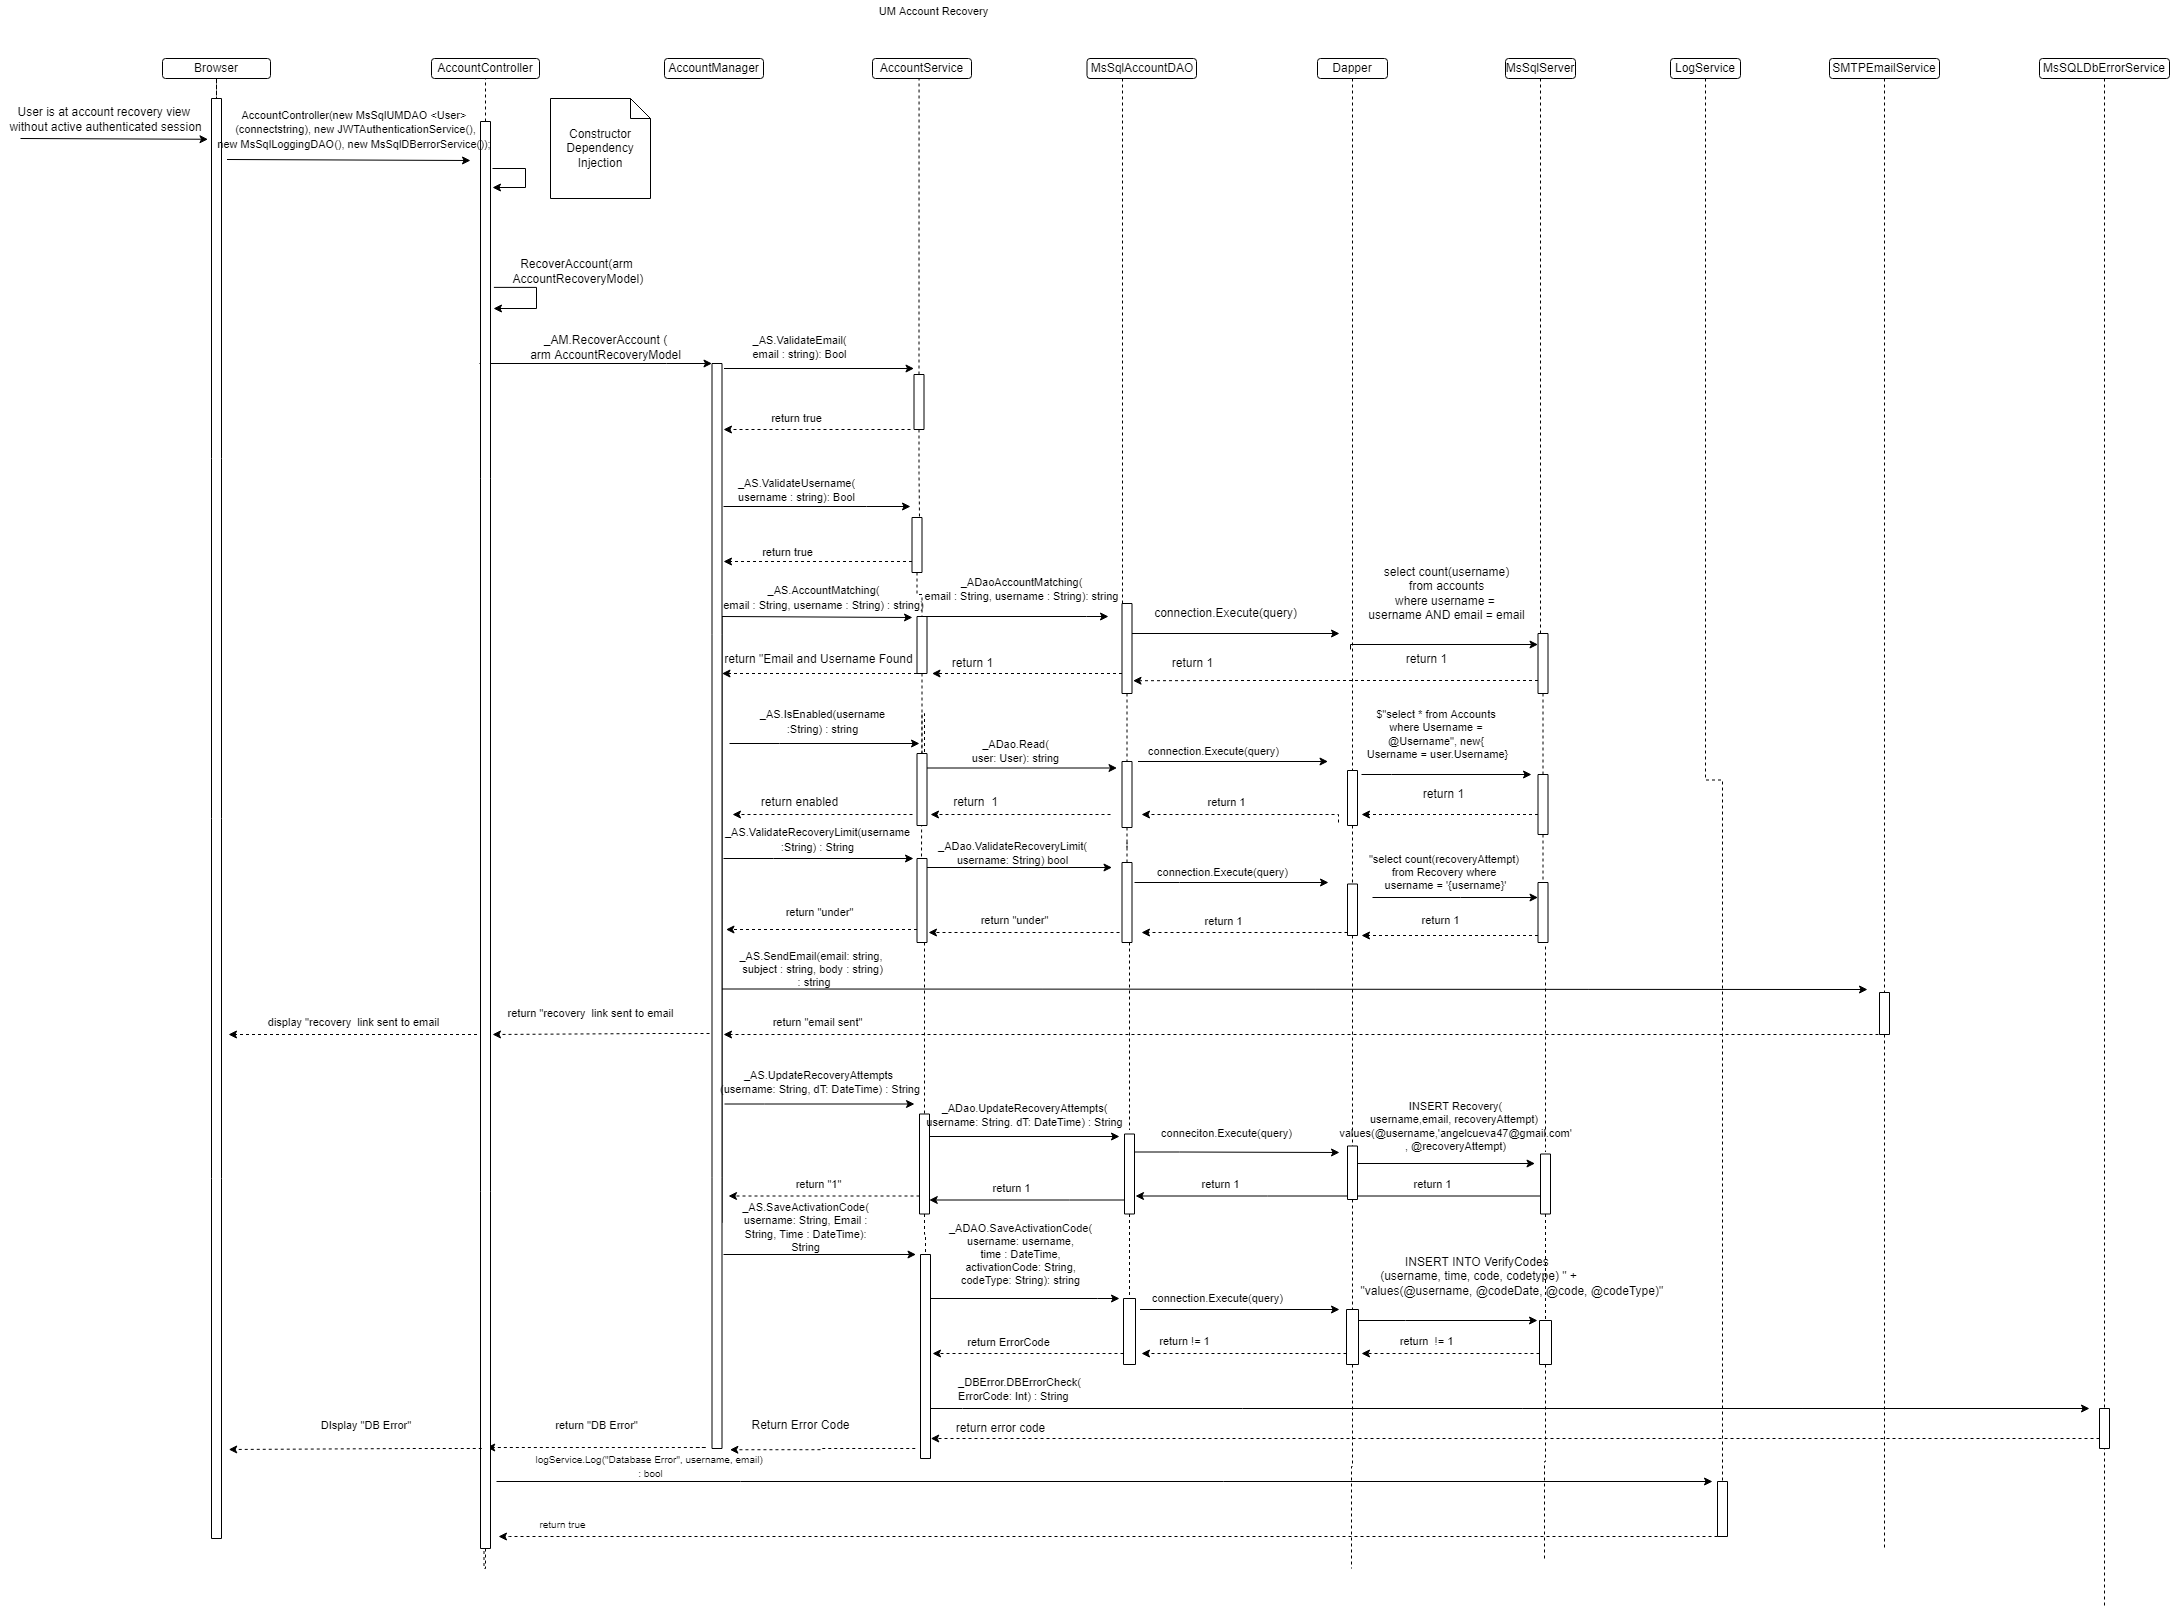 UM Account Recovery
Browser
AccountController
AccountManager
AccountService
MsSqlAccountDAO
Dapper
MsSqlServer
LogService
SMTPEmailService
MsSQLDbErrorService
User is at account recovery view
without active authenticated session
AccountController(new MsSqlUMDAO <User>
(connectstring), new JWTAuthenticationService(),
new MsSqlLoggingDAO(), new MsSqlDBerrorService());
Constructor
Dependency
Injection
RecoverAccount(arm
AccountRecoveryModel)
_AM.RecoverAccount (
arm AccountRecoveryModel
_AS.ValidateEmail(
email : string): Bool
return true
_AS.ValidateUsername(
username : string): Bool
return true
_AS.AccountMatching(
email : String, username : String) : string
_ADaoAccountMatching(
email : String, username : String): string
connection.Execute(query)
select count(username)
from accounts
where username =
username AND email = email
return "Email and Username Found
return 1
return 1
return 1
_AS.IsEnabled(username
:String) : string
_ADao.Read(
user: User): string
connection.Execute(query)
$"select * from Accounts
where Username =
@Username", new{
Username = user.Username}
return enabled
return  1
return 1
return 1
_AS.ValidateRecoveryLimit(username
:String) : String
_ADao.ValidateRecoveryLimit(
username: String) bool
connection.Execute(query)
"select count(recoveryAttempt)
from Recovery where
username = '{username}'
return "under"
return "under"
return 1
return 1
_AS.SendEmail(email: string,
subject : string, body : string)
: string
display "recovery  link sent to email
return "recovery  link sent to email
return "email sent"
_AS.UpdateRecoveryAttempts
(username: String, dT: DateTime) : String
_ADao.UpdateRecoveryAttempts(
username: String. dT: DateTime) : String
conneciton.Execute(query)
INSERT Recovery(
username,email, recoveryAttempt)
values(@username,'angelcueva47@gmail.com'
, @recoveryAttempt)
return "1"
return 1
return 1
return 1
_AS.SaveActivationCode(
username: String, Email :
String, Time : DateTime):
String
_ADAO.SaveActivationCode(
username: username,
time : DateTime,
activationCode: String,
codeType: String): string
connection.Execute(query)
INSERT INTO VerifyCodes
(username, time, code, codetype) " +
"values(@username, @codeDate, @code, @codeType)"
return ErrorCode
return != 1
return  != 1
_DBError.DBErrorCheck(
ErrorCode: Int) : String
DIsplay "DB Error"
return "DB Error"
Return Error Code
return error code
logService.Log("Database Error", username, email)
: bool
return true